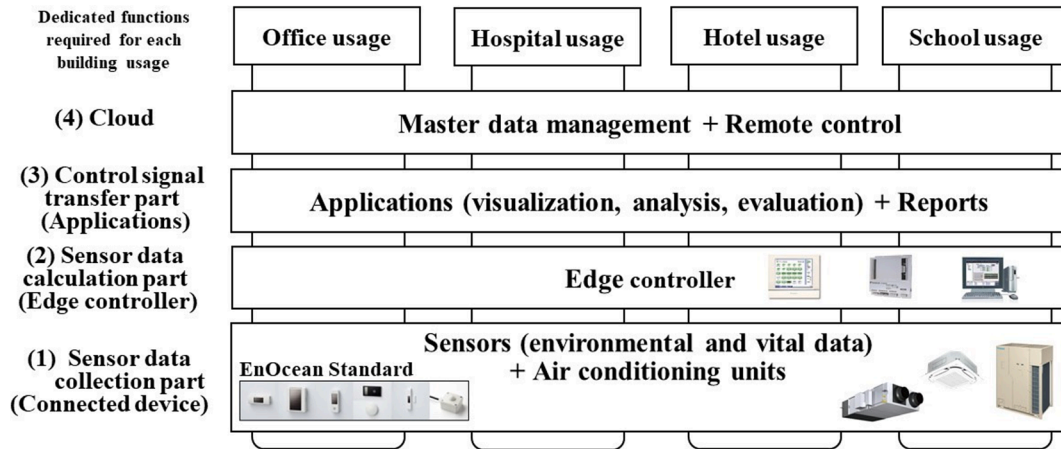 Dedicated functions
required for each
building usage
Office usage
Hospital usage
Hotel usage
School usage
(4) Cloud
Master data management + Remote control
(3) Control signal
transfer part
(Applications)
Applications (visualization, analysis, evaluation) + Reports
(2) Sensor data
calculation part
(Edge controller)
Edge controller
(1) Sensor data
collection part
(Connected device)
Sensors (environmental and vital data)
+ Air conditioning units
EnOcean Standard